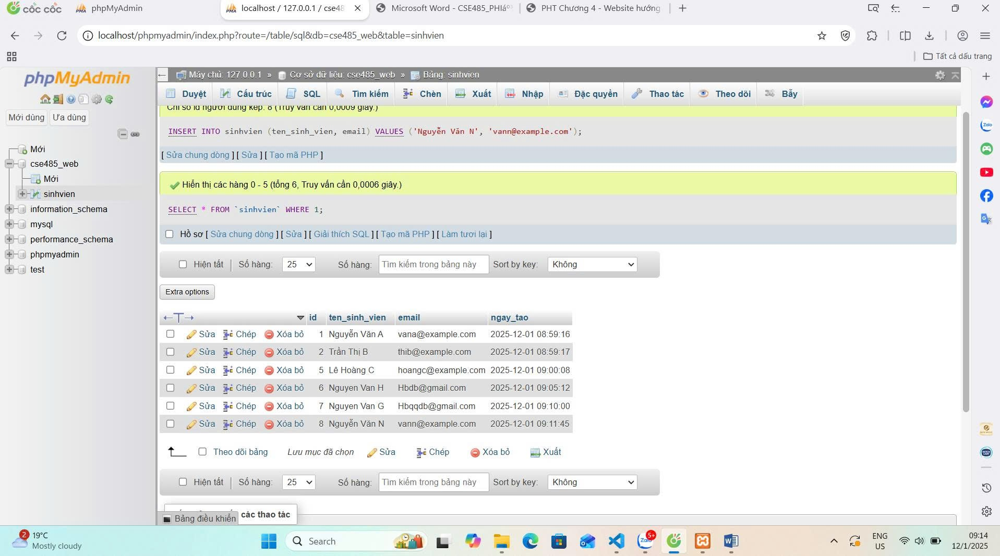 cốc cốc
phpMyAdmin
localhost / 127.0.0.1 / cse48
Microsoft Word - CSE485_PHIáº³
PHT Chương 4 - Website hướng
localhost/phpmyadmin/index.php?route=/table/sql&db=cse485_web&table=sinhvien
Tất cả dấu trang
phpMyAdmin
Mới dùng Ưa dùng
Mới
cse485_web
Mới
sinhvien
information_schema
mysql
performance_schema
phpmyadmin
test
Máy chủ: 127.0.0.1 » Cơ sở dữ liệu: cse485_web » Bảng: sinhvien
Duyệt Cấu trúc SQL Tìm kiếm Chèn Xuất Nhập Đặc quyền Thao tác Theo dõi Bẫy
Chỉ số id người dùng kép: 8 (Truy vấn cần 0,0009 giây.)
INSERT INTO sinhvien (ten_sinh_vien, email) VALUES ('Nguyễn Văn N', 'vann@example.com');
[ Sửa chung dòng ] [ Sửa ] [ Tạo mã PHP ]
Hiển thị các hàng 0 - 5 (tổng 6, Truy vấn cần 0,0006 giây.)
SELECT * FROM `sinhvien` WHERE 1;
Hồ sơ [ Sửa chung dòng ] [ Sửa ] [ Giải thích SQL ] [ Tạo mã PHP ] [ Làm tươi lại ]
Hiện tất Số hàng: 25 Số hàng: Tìm kiếm trong bảng này Sort by key: Không
Extra options
id ten_sinh_vien email ngay_tao
Sửa Chép Xóa bỏ 1 Nguyễn Văn A vana@example.com 2025-12-01 08:59:16
Sửa Chép Xóa bỏ 2 Trần Thị B thib@example.com 2025-12-01 08:59:17
Sửa Chép Xóa bỏ 5 Lê Hoàng C hoangc@example.com 2025-12-01 09:00:08
Sửa Chép Xóa bỏ 6 Nguyen Van H Hbdb@gmail.com 2025-12-01 09:05:12
Sửa Chép Xóa bỏ 7 Nguyen Van G Hbqqdb@gmail.com 2025-12-01 09:10:00
Sửa Chép Xóa bỏ 8 Nguyễn Văn N vann@example.com 2025-12-01 09:11:45
Theo dõi bảng Lưu mục đã chọn Sửa Chép Xóa bỏ Xuất
Hiện tất Số hàng: 25 Số hàng: Tìm kiếm trong bảng này Sort by key: Không
các thao tác
Bảng điều khiển
2 19°C
Mostly cloudy
Search
5+
Zalo
ENG
US
09:14
12/1/2025